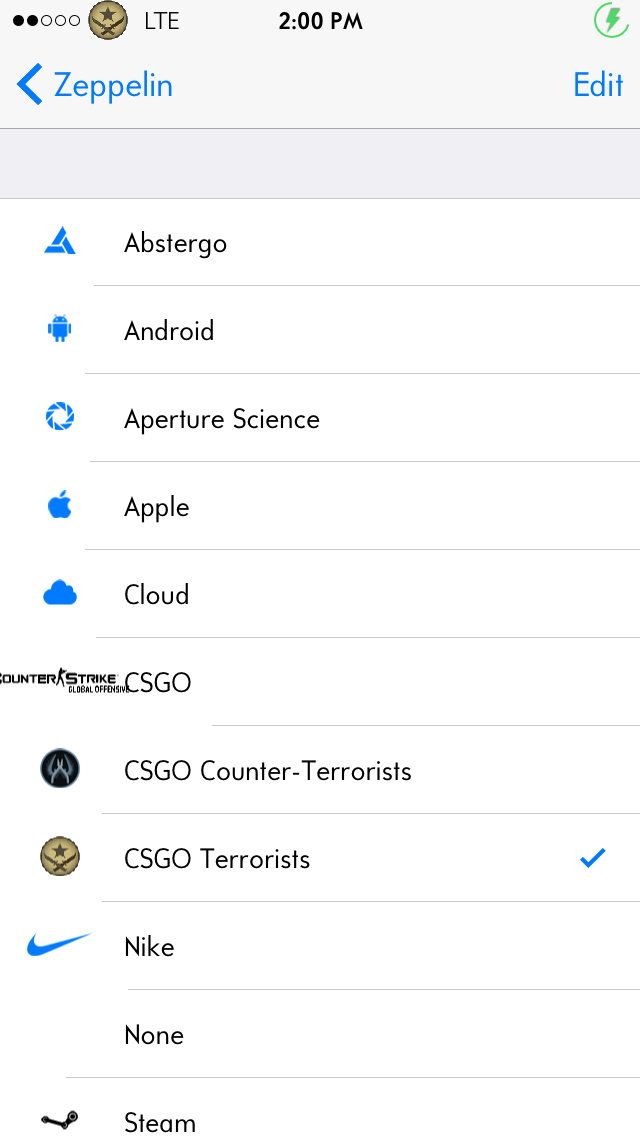 LTE 2:00 PM
Zeppelin Edit
Abstergo
Android
Aperture Science
Apple
Cloud
COUNTER STRIKE GLOBAL OFFENSIVE CSGO
CSGO Counter-Terrorists
CSGO Terrorists
Nike
None
Steam